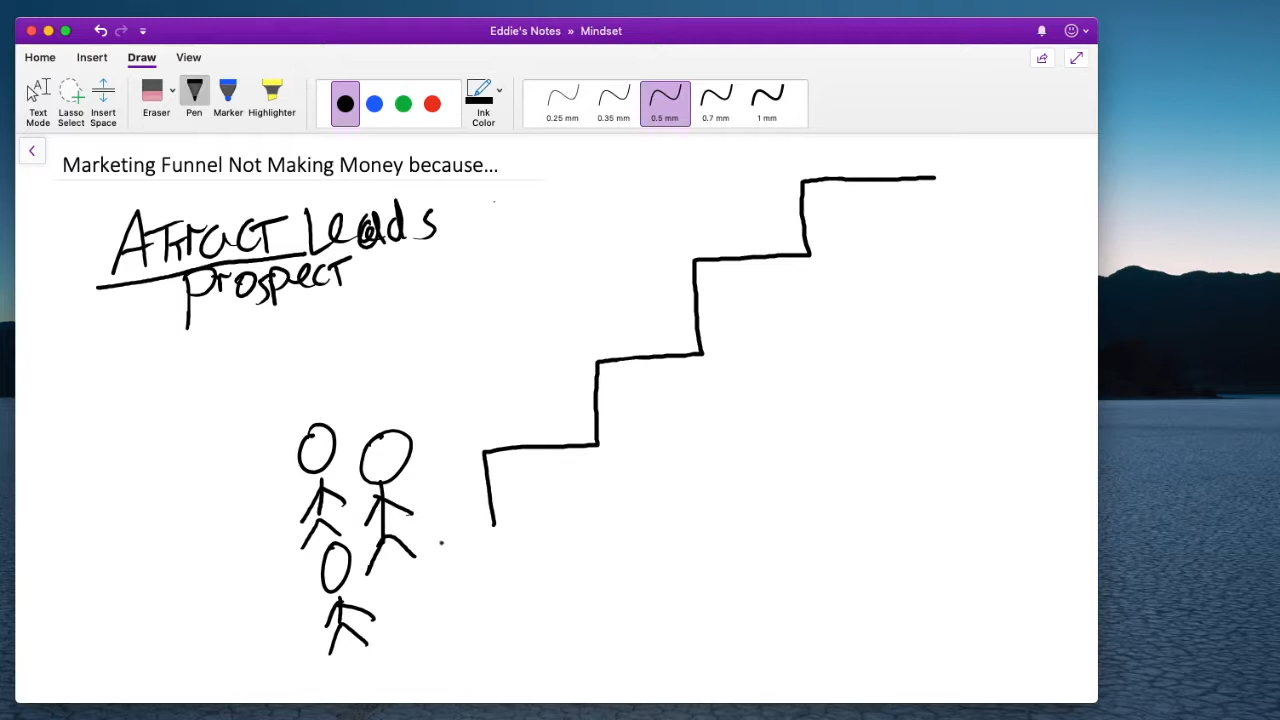 Eddie's Notes » Mindset
Home Insert Draw View
Text Mode
Lasso Select
Insert Space
Eraser
Pen
Marker
Highlighter
Ink Color
0.25 mm
0.35 mm
0.5 mm
0.7 mm
1 mm
Marketing Funnel Not Making Money because...
Attract Leads
prospect